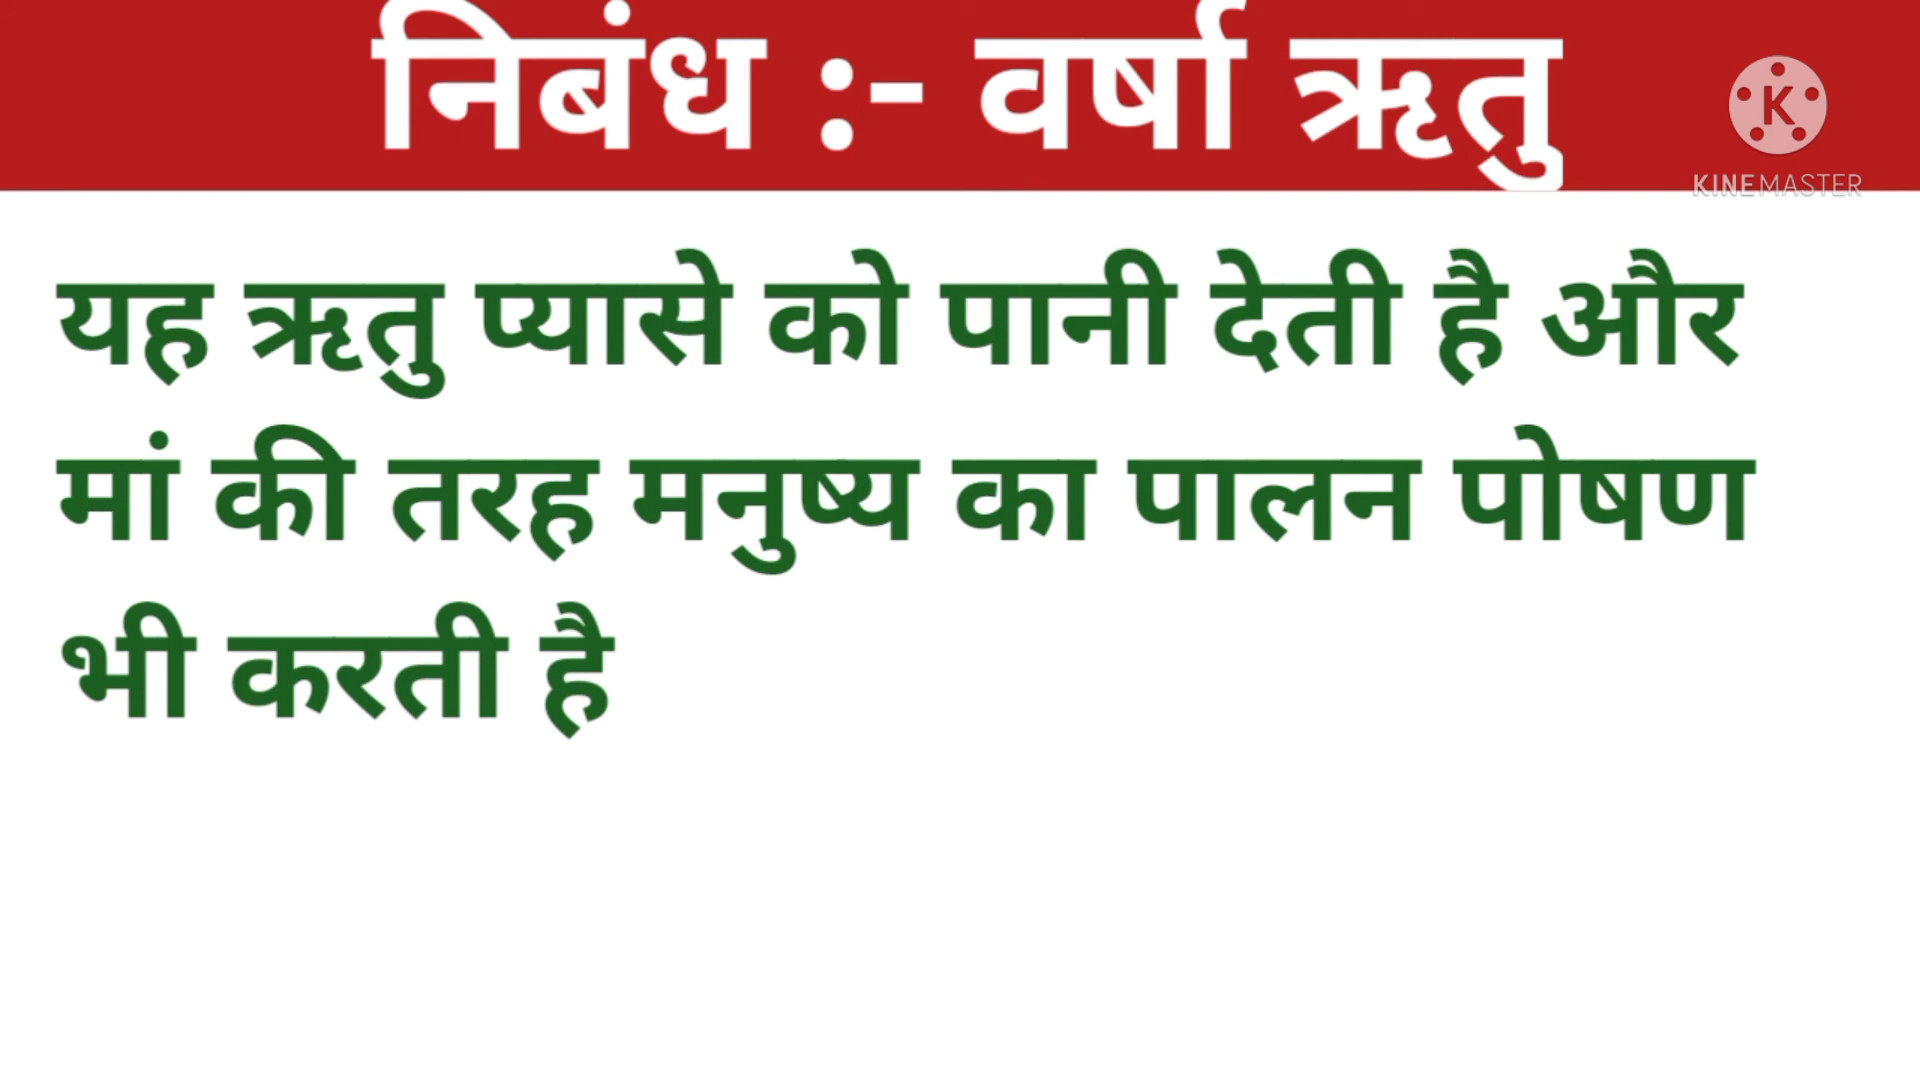 निबंध :- वर्षा ऋतु
KINEMASTER
यह ऋतु प्यासे को पानी देती है और
मां की तरह मनुष्य का पालन पोषण
भी करती है